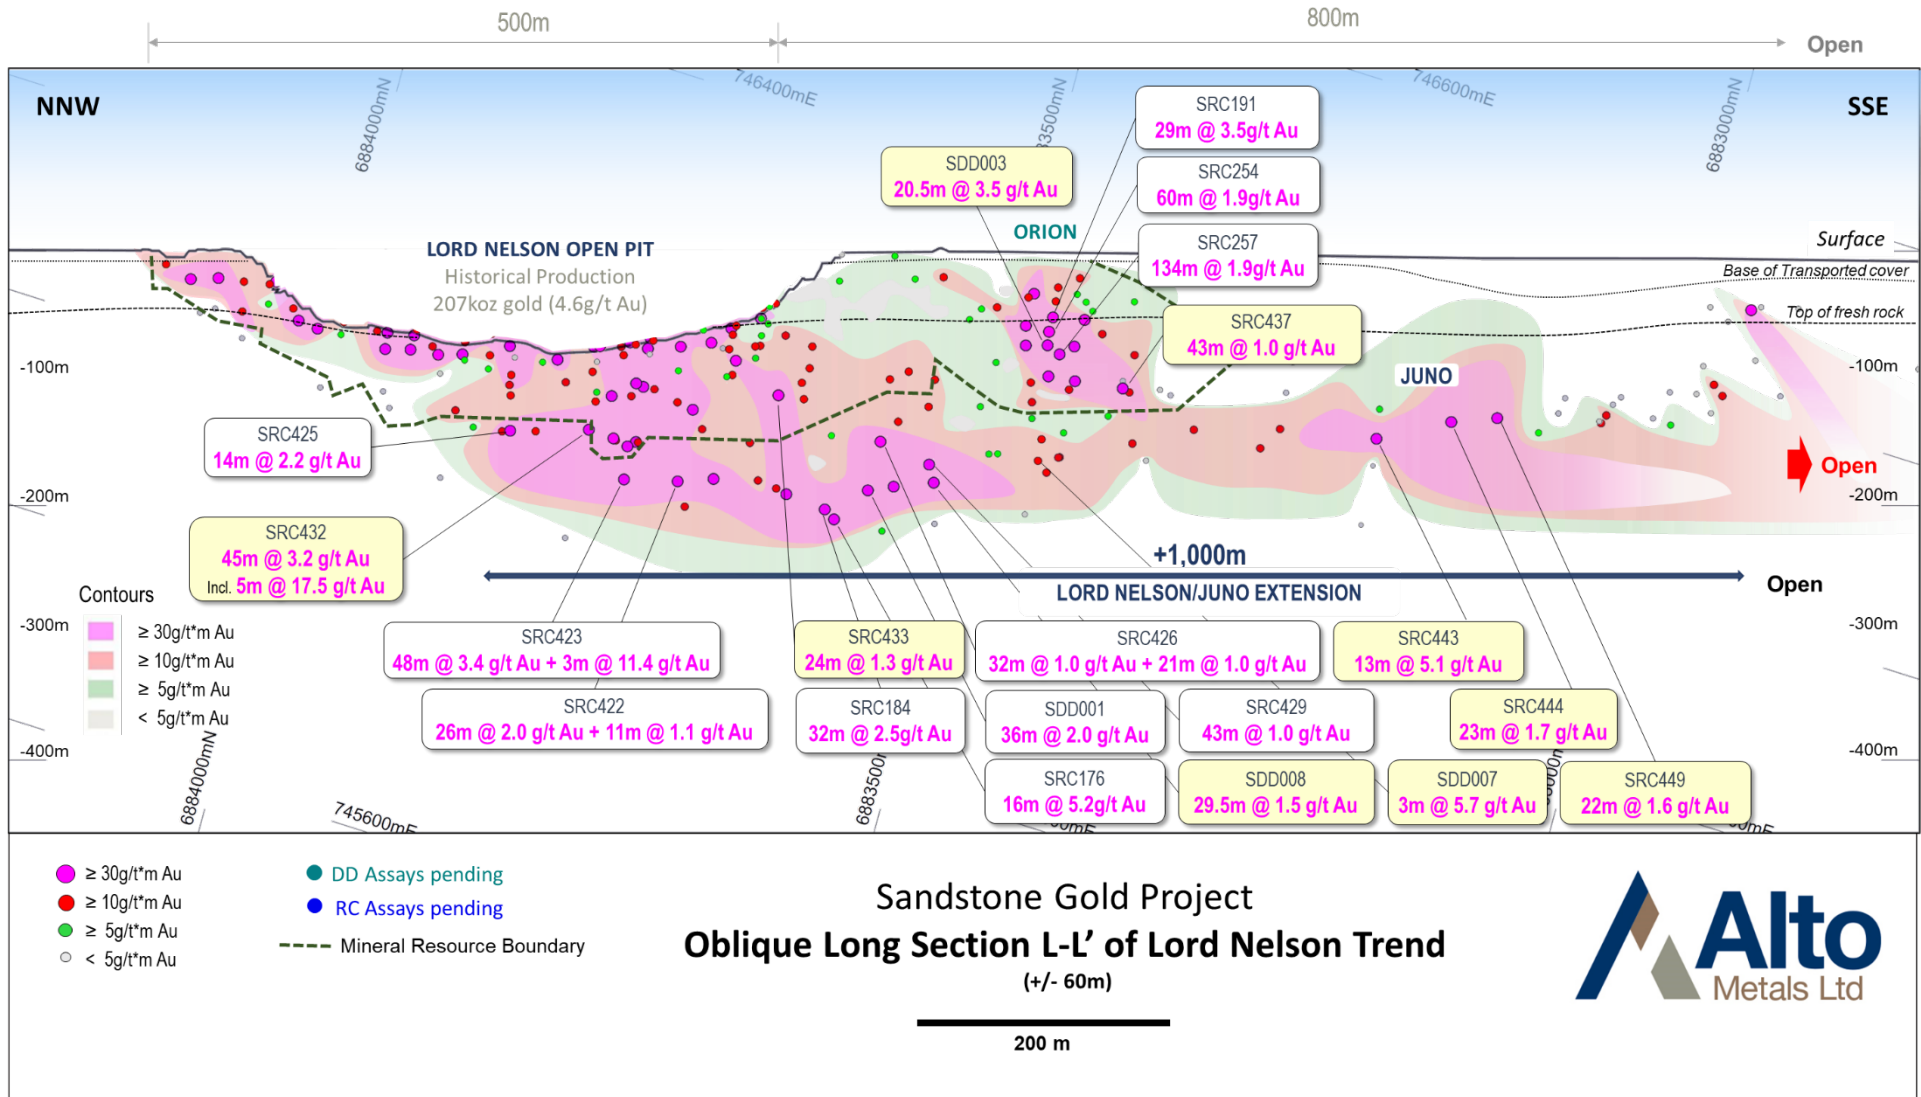 500m
800m
Open
NNW
SSE
6884000mN
746400mE
83500mN
746600mE
6883000mN
SRC191
29m @ 3.5g/t Au
SDD003
20.5m @ 3.5 g/t Au
SRC254
60m @ 1.9g/t Au
ORION
SRC257
134m @ 1.9g/t Au
LORD NELSON OPEN PIT
Historical Production
207koz gold (4.6g/t Au)
Surface
Base of Transported cover
Top of fresh rock
SRC437
43m @ 1.0 g/t Au
-100m
-100m
JUNO
SRC425
14m @ 2.2 g/t Au
Open
-200m
-200m
SRC432
45m @ 3.2 g/t Au
Incl. 5m @ 17.5 g/t Au
+1,000m
LORD NELSON/JUNO EXTENSION
Open
Contours
≥ 30g/t*m Au
≥ 10g/t*m Au
≥ 5g/t*m Au
< 5g/t*m Au
-300m
-300m
SRC423
48m @ 3.4 g/t Au + 3m @ 11.4 g/t Au
SRC433
24m @ 1.3 g/t Au
SRC426
32m @ 1.0 g/t Au + 21m @ 1.0 g/t Au
SRC443
13m @ 5.1 g/t Au
SRC422
26m @ 2.0 g/t Au + 11m @ 1.1 g/t Au
SRC184
32m @ 2.5g/t Au
SDD001
36m @ 2.0 g/t Au
SRC429
43m @ 1.0 g/t Au
SRC444
23m @ 1.7 g/t Au
-400m
-400m
SRC176
16m @ 5.2g/t Au
SDD008
29.5m @ 1.5 g/t Au
SDD007
3m @ 5.7 g/t Au
SRC449
22m @ 1.6 g/t Au
6884000mN
745600mE
6883500m
≥ 30g/t*m Au
≥ 10g/t*m Au
≥ 5g/t*m Au
< 5g/t*m Au
DD Assays pending
RC Assays pending
Mineral Resource Boundary
Sandstone Gold Project
Oblique Long Section L-L’ of Lord Nelson Trend
(+/- 60m)
200 m
Alto
Metals Ltd